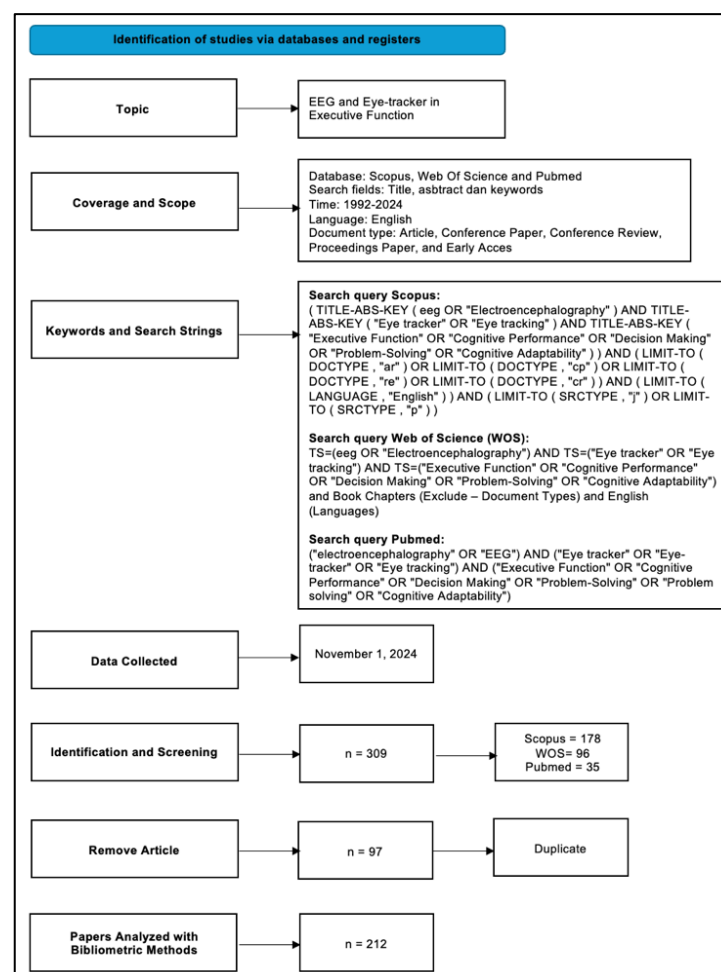 Identification of studies via databases and registers
Topic
EEG and Eye-tracker in
Executive Function
Coverage and Scope
Database: Scopus, Web Of Science and Pubmed
Search fields: Title, asbtract dan keywords
Time: 1992-2024
Language: English
Document type: Article, Conference Paper, Conference Review,
Proceedings Paper, and Early Acces
Keywords and Search Strings
Search query Scopus:
( TITLE-ABS-KEY ( eeg OR "Electroencephalography" ) AND TITLE-
ABS-KEY ( "Eye tracker" OR "Eye tracking" ) AND TITLE-ABS-KEY (
"Executive Function" OR "Cognitive Performance" OR "Decision Making"
OR "Problem-Solving" OR "Cognitive Adaptability" ) ) AND ( LIMIT-TO (
DOCTYPE , "ar" ) OR LIMIT-TO ( DOCTYPE , "cp" ) OR LIMIT-TO (
DOCTYPE , "re" ) OR LIMIT-TO ( DOCTYPE , "cr" ) ) AND ( LIMIT-TO (
LANGUAGE , "English" ) ) AND ( LIMIT-TO ( SRCTYPE , "j" ) OR LIMIT-
TO ( SRCTYPE , "p" ) )
Search query Web of Science (WOS):
TS=(eeg OR "Electroencephalography") AND TS=("Eye tracker" OR "Eye
tracking") AND TS=("Executive Function" OR "Cognitive Performance"
OR "Decision Making" OR "Problem-Solving" OR "Cognitive Adaptability")
and Book Chapters (Exclude – Document Types) and English
(Languages)
Search query Pubmed:
("electroencephalography" OR "EEG") AND ("Eye tracker" OR "Eye-
tracker" OR "Eye tracking") AND ("Executive Function" OR "Cognitive
Performance" OR "Decision Making" OR "Problem-Solving" OR "Problem
solving" OR "Cognitive Adaptability")
Data Collected
November 1, 2024
Identification and Screening
n = 309
Scopus = 178
WOS= 96
Pubmed = 35
Remove Article
n = 97
Duplicate
Papers Analyzed with
Bibliometric Methods
n = 212